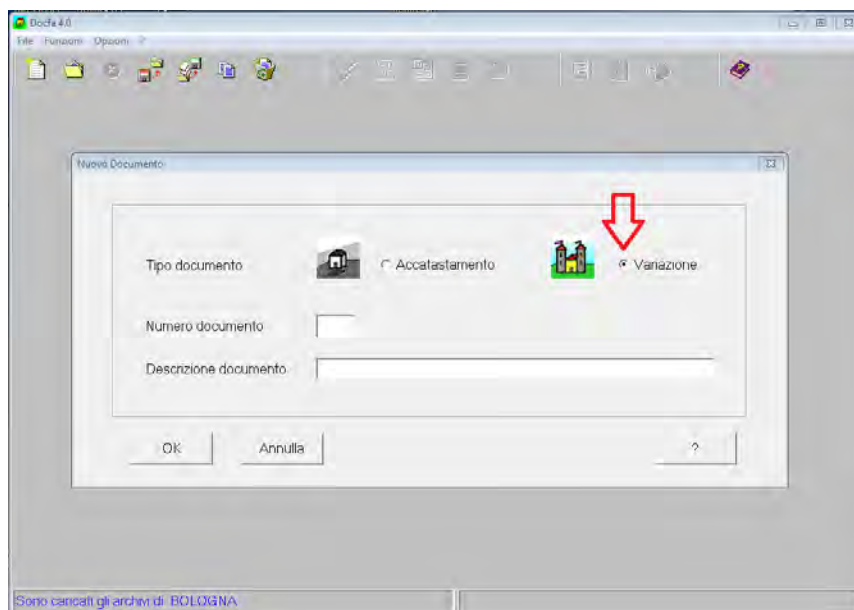 Docfa 4.0
File Funzioni Opzioni ?
Nuovo Documento
Tipo documento
Accatastamento
Variazione
Numero documento
Descrizione documento
OK
Annulla
?
Sono caricati gli archivi di BOLOGNA